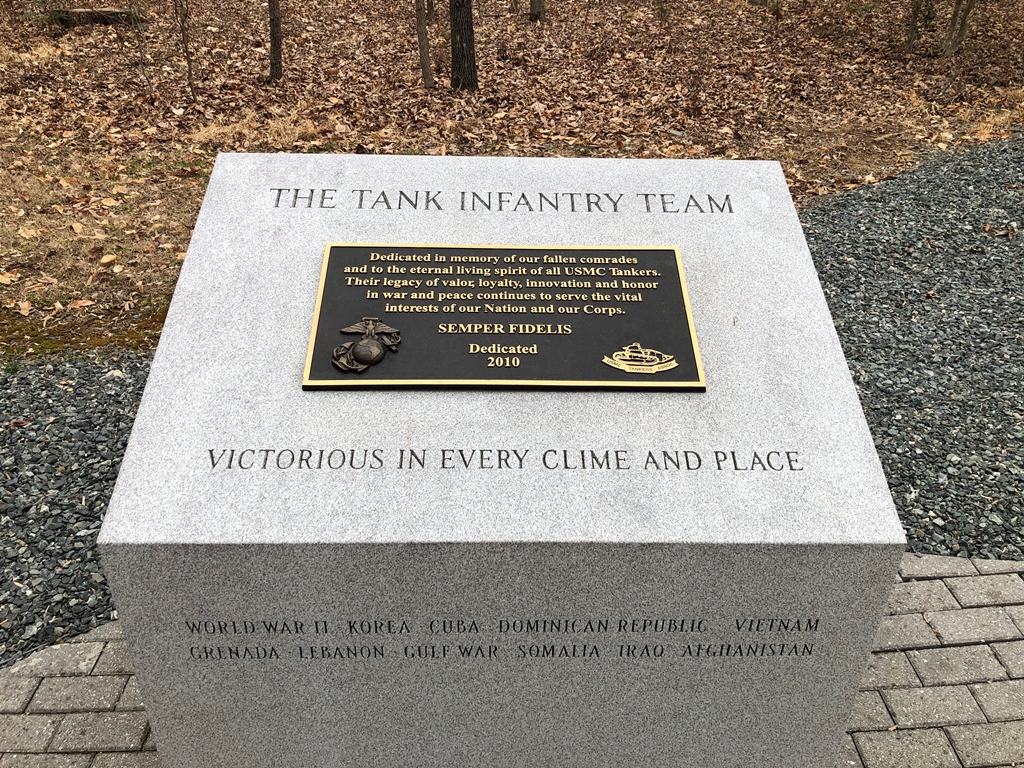 THE TANK INFANTRY TEAM
Dedicated in memory of our fallen comrades
and to the eternal living spirit of all USMC Tankers.
Their legacy of valor, loyalty, innovation and honor
in war and peace continues to serve the vital
interests of our Nation and our Corps.
SEMPER FIDELIS
Dedicated
2010
USMC TANKERS ASSOC
VICTORIOUS IN EVERY CLIME AND PLACE
WORLD WAR II KOREA CUBA DOMINICAN REPUBLIC VIETNAM
GRENADA LEBANON GULF WAR SOMALIA IRAQ AFGHANISTAN